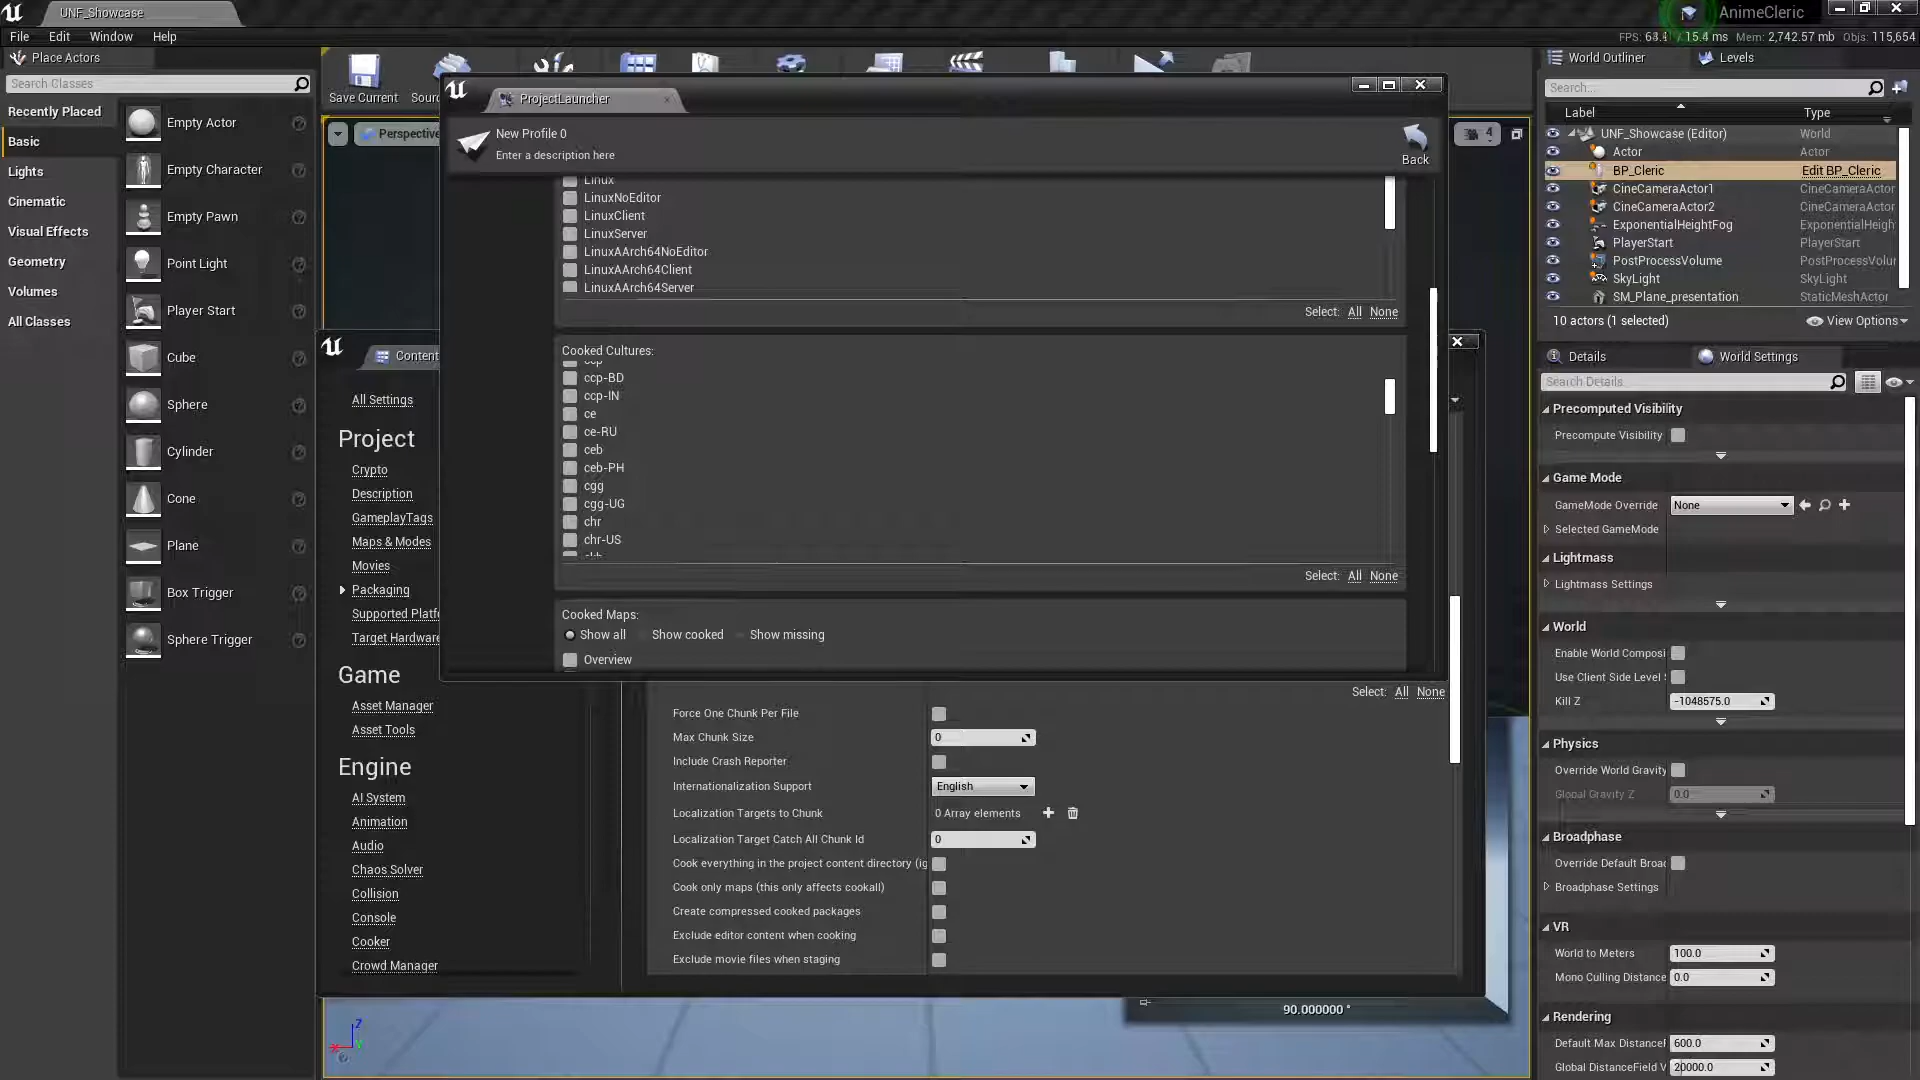 UNF_Showcase
AnimeCleric
File
Edit
Window
Help
FPS: 64.1 / 15.4 ms Mem: 2,742.57 mb Objs: 115,654
Place Actors
Search Classes
Recently Placed
Basic
Lights
Cinematic
Visual Effects
Geometry
Volumes
All Classes
Empty Actor
Empty Character
Empty Pawn
Point Light
Player Start
Cube
Sphere
Cylinder
Cone
Plane
Box Trigger
Sphere Trigger
Save Current
Sour
Perspective
4
ProjectLauncher
New Profile 0
Enter a description here
Back
Linux
LinuxNoEditor
LinuxClient
LinuxServer
LinuxAArch64NoEditor
LinuxAArch64Client
LinuxAArch64Server
Select: All None
Cooked Cultures:
ccp
ccp-BD
ccp-IN
ce
ce-RU
ceb
ceb-PH
cgg
cgg-UG
chr
chr-US
ckb
Select: All None
Cooked Maps:
Show all
Show cooked
Show missing
Overview
Content
All Settings
Project
Crypto
Description
GameplayTags
Maps & Modes
Movies
Packaging
Supported Platf
Target Hardware
Game
Asset Manager
Asset Tools
Engine
AI System
Animation
Audio
Chaos Solver
Collision
Console
Cooker
Crowd Manager
Select: All None
Force One Chunk Per File
Max Chunk Size
0
Include Crash Reporter
Internationalization Support
English
Localization Targets to Chunk
0 Array elements
Localization Target Catch All Chunk Id
0
Cook everything in the project content directory (ig
Cook only maps (this only affects cookall)
Create compressed cooked packages
Exclude editor content when cooking
Exclude movie files when staging
90.000000 °
Z
X
Y
World Outliner
Levels
Search...
Label
Type
UNF_Showcase (Editor)
World
Actor
Actor
BP_Cleric
Edit BP_Cleric
CineCameraActor1
CineCameraActor
CineCameraActor2
CineCameraActor
ExponentialHeightFog
ExponentialHeigh
PlayerStart
PlayerStart
PostProcessVolume
PostProcessVolur
SkyLight
SkyLight
SM_Plane_presentation
StaticMeshActor
10 actors (1 selected)
View Options
Details
World Settings
Search Details
Precomputed Visibility
Precompute Visibility
Game Mode
GameMode Override
None
Selected GameMode
Lightmass
Lightmass Settings
World
Enable World Composi
Use Client Side Level
Kill Z
-1048575.0
Physics
Override World Gravity
Global Gravity Z
0.0
Broadphase
Override Default Broac
Broadphase Settings
VR
World to Meters
100.0
Mono Culling Distance
0.0
Rendering
Default Max DistanceF
600.0
Global DistanceField V
20000.0